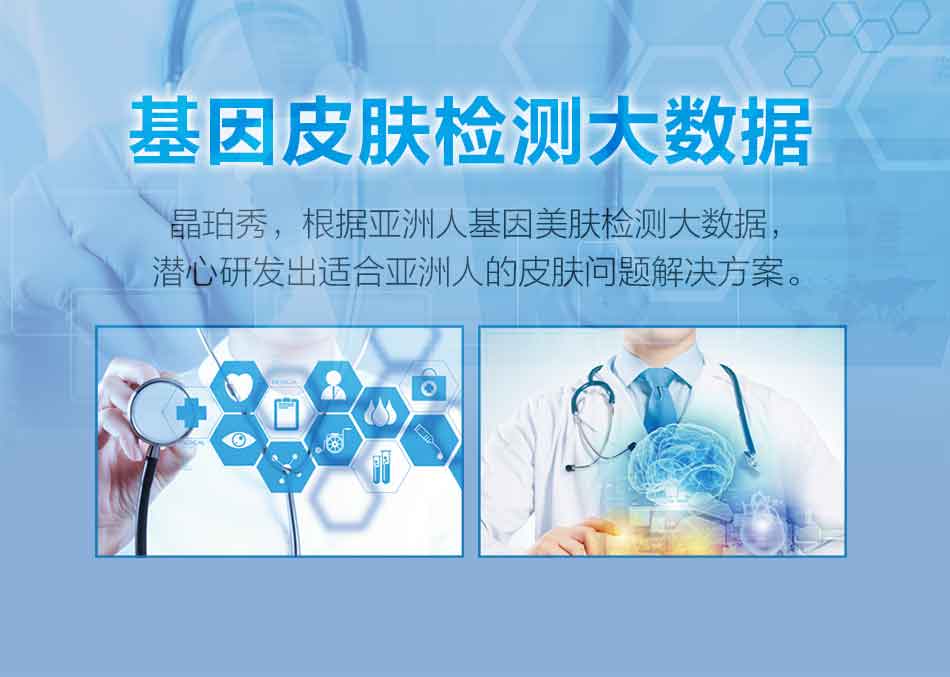 基因皮肤检测大数据
晶珀秀，根据亚洲人基因美肤检测大数据，
潜心研发出适合亚洲人的皮肤问题解决方案。